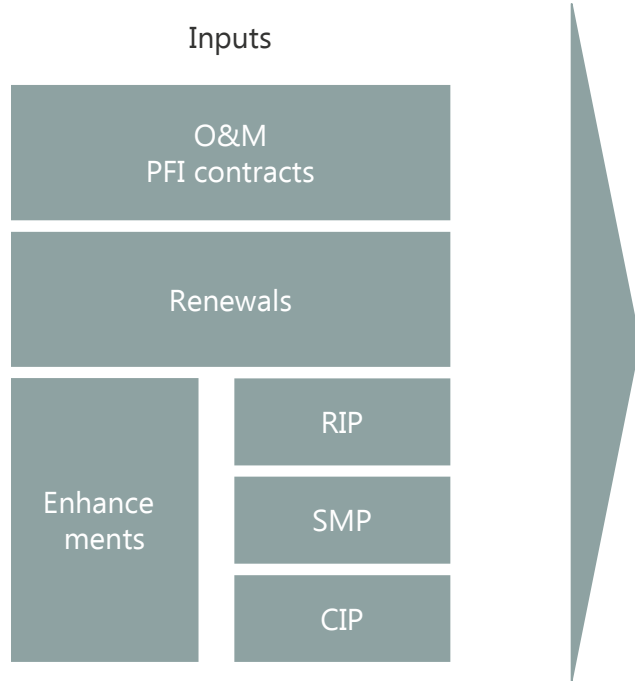 Inputs
O&M
PFI contracts
Renewals
Enhance
ments
RIP
SMP
CIP